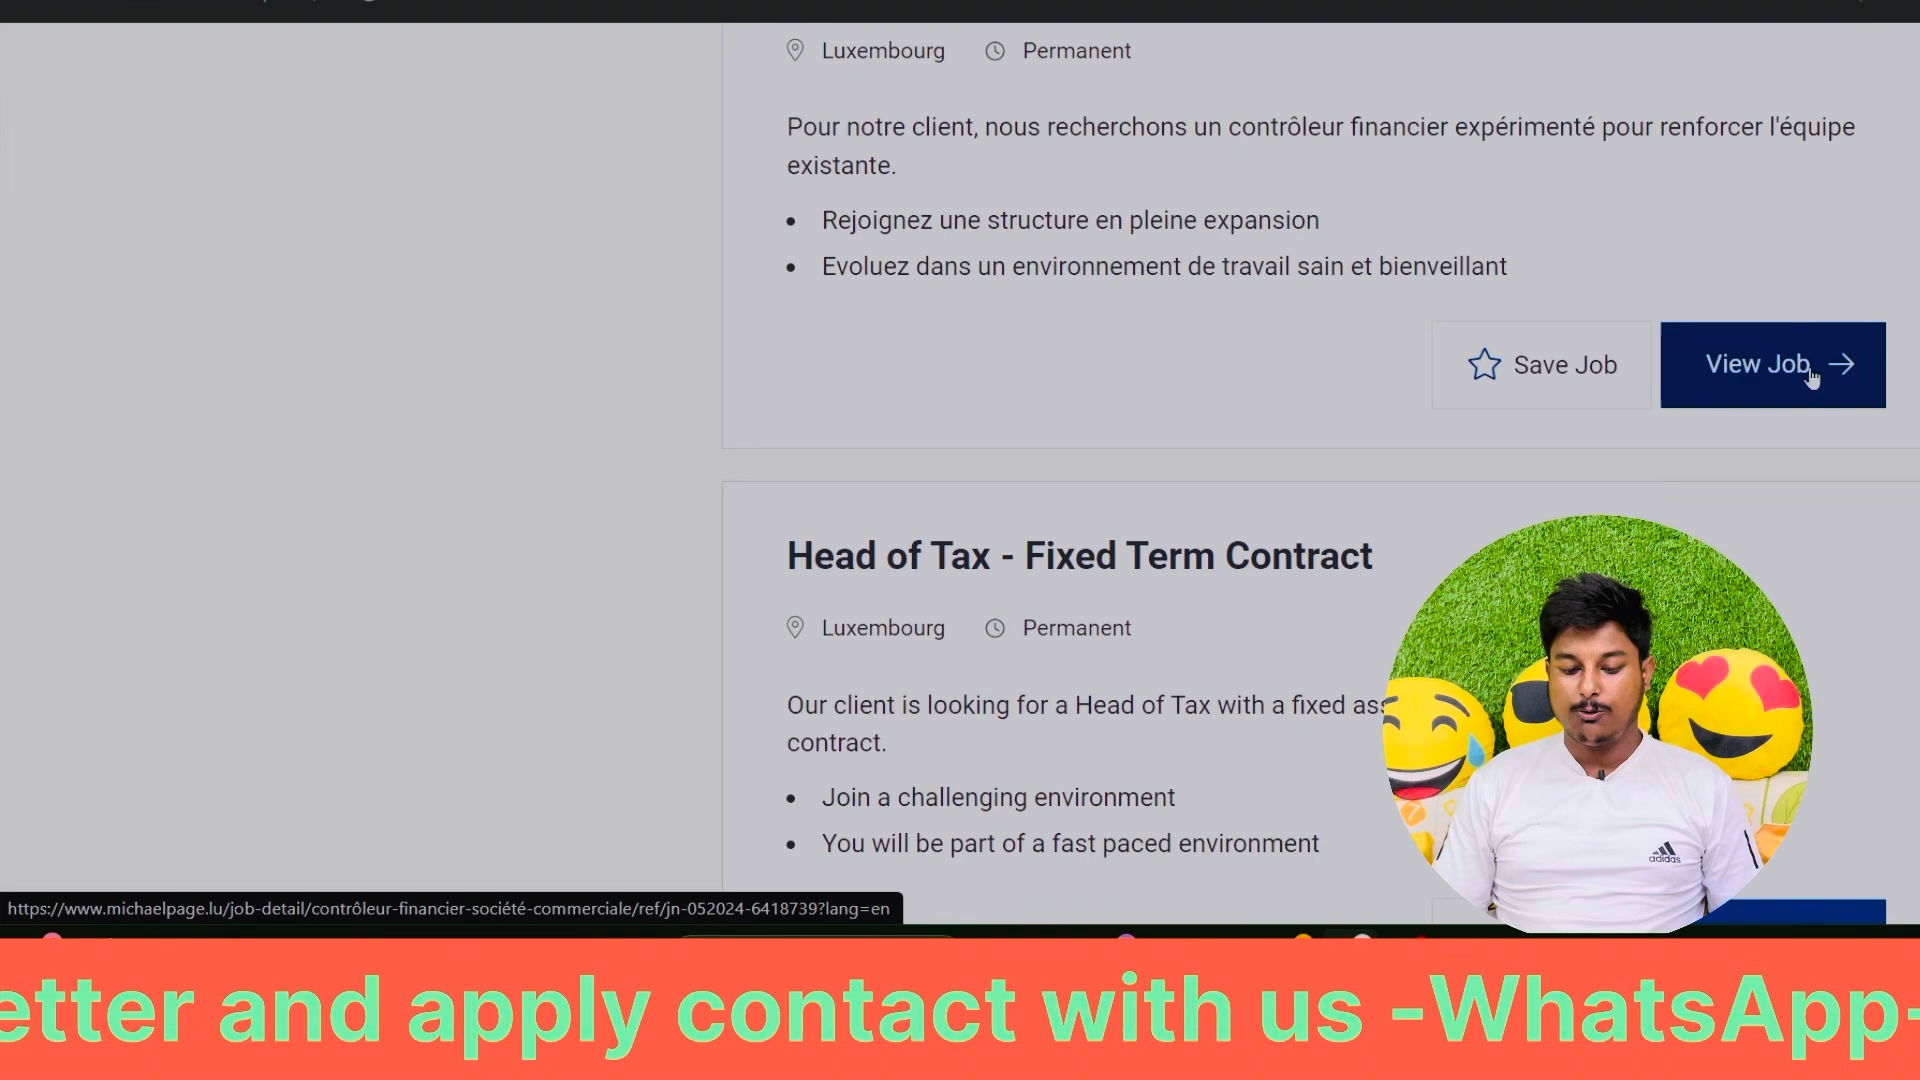 Luxembourg Permanent
Pour notre client, nous recherchons un contrôleur financier expérimenté pour renforcer l'équipe
existante.
• Rejoignez une structure en pleine expansion
• Evoluez dans un environnement de travail sain et bienveillant
Save Job View Job
Head of Tax - Fixed Term Contract
Luxembourg Permanent
Our client is looking for a Head of Tax with a fixed
contract.
• Join a challenging environment
• You will be part of a fast paced environment
adidas
https://www.michaelpage.lu/job-detail/contrôleur-financier-société-commerciale/ref/jn-052024-6418739?lang=en
etter and apply contact with us -WhatsApp-